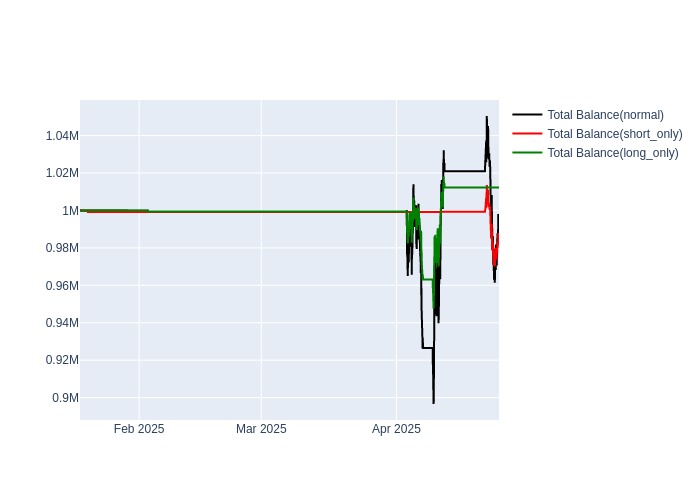 1.04M
1.02M
1M
0.98M
0.96M
0.94M
0.92M
0.9M
Feb 2025
Mar 2025
Apr 2025
Total Balance(normal)
Total Balance(short_only)
Total Balance(long_only)